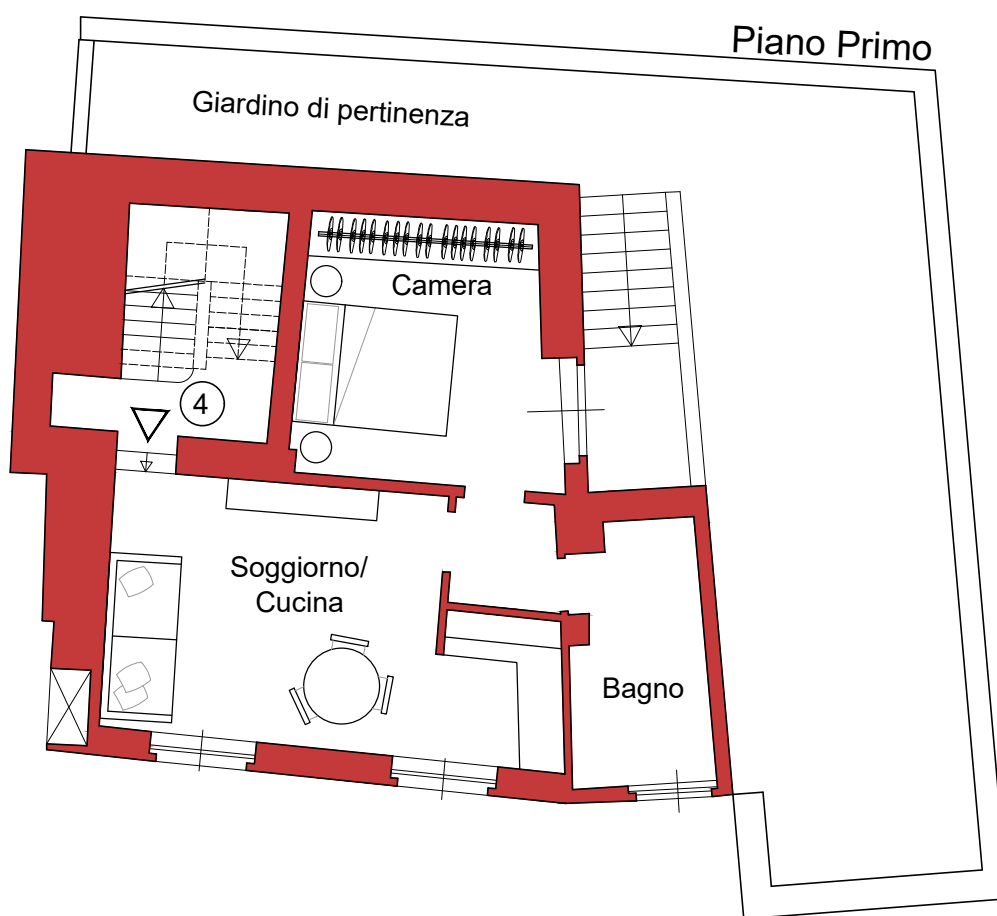 Piano Primo
Giardino di pertinenza
Camera
4
Soggiorno/
Cucina
Bagno